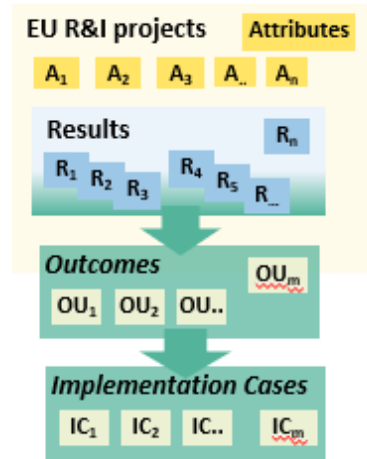 EU R&I projects Attributes
A₁ A₂ A₃ A.. Aₙ
Results Rₙ
R₁ R₂ R₃ R₄ R₅ R...
Outcomes OUₘ
OU₁ OU₂ OU..
Implementation Cases
IC₁ IC₂ IC.. ICₘ